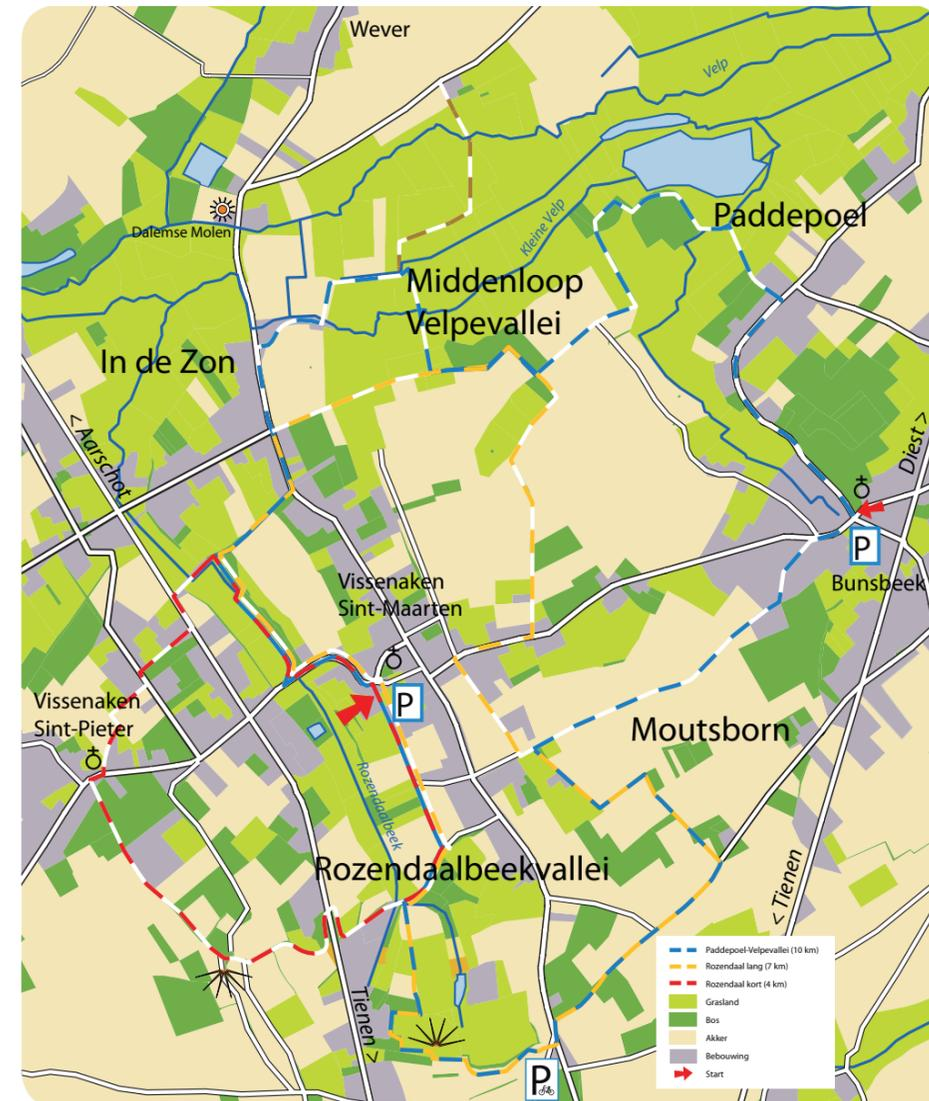 Wever
Velp
Dalemse Molen
Kleine Velp
Paddepoel
Middenloop
Velpevallei
In de Zon
< Aarschot
Diest >
P
Bunsbeek
Vissenaken
Sint-Maarten
P
Vissenaken
Sint-Pieter
Moutsborn
Rozendaalbeek
Rozendaalbeekvallei
< Tienen
Tienen >
P
Paddepoel-Velpevallei (10 km)
Rozendaal lang (7 km)
Rozendaal kort (4 km)
Grasland
Bos
Akker
Bebouwing
Start